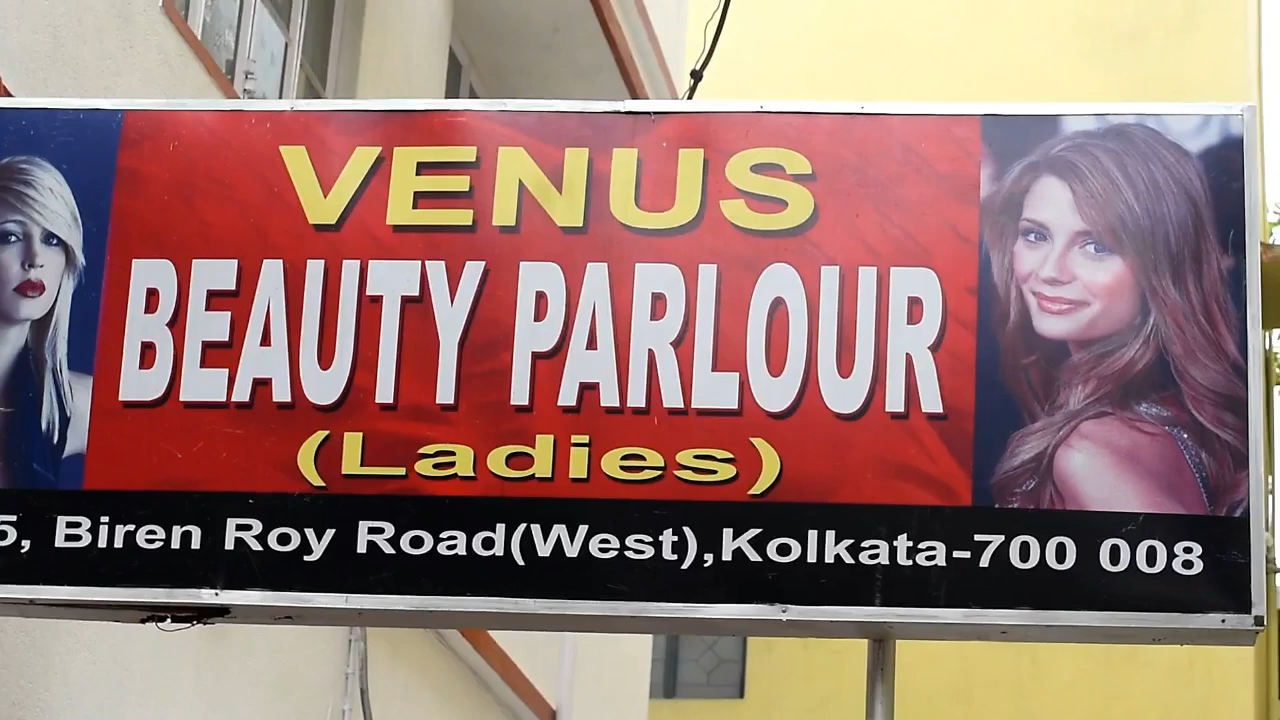 VENUS
BEAUTY PARLOUR
(Ladies)
5, Biren Roy Road(West),Kolkata-700 008